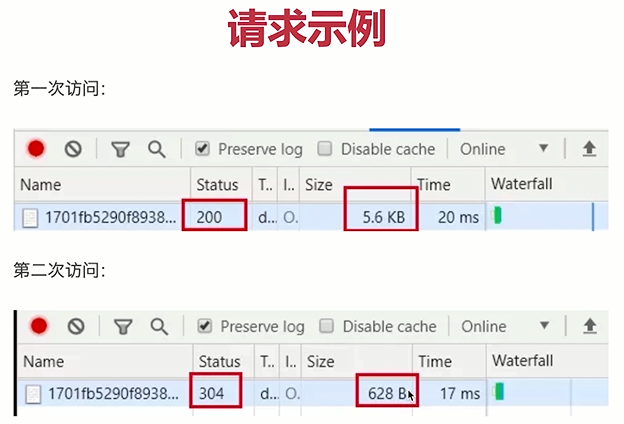 请求示例
第一次访问：
Preserve log Disable cache Online
Name Status T.. I.. Size Time Waterfall
1701fb5290f8938... 200 d... O. 5.6 KB 20 ms
第二次访问：
Preserve log Disable cache Online
Name Status T.. I.. Size Time Waterfall
1701fb5290f8938... 304 d... O. 628 B 17 ms